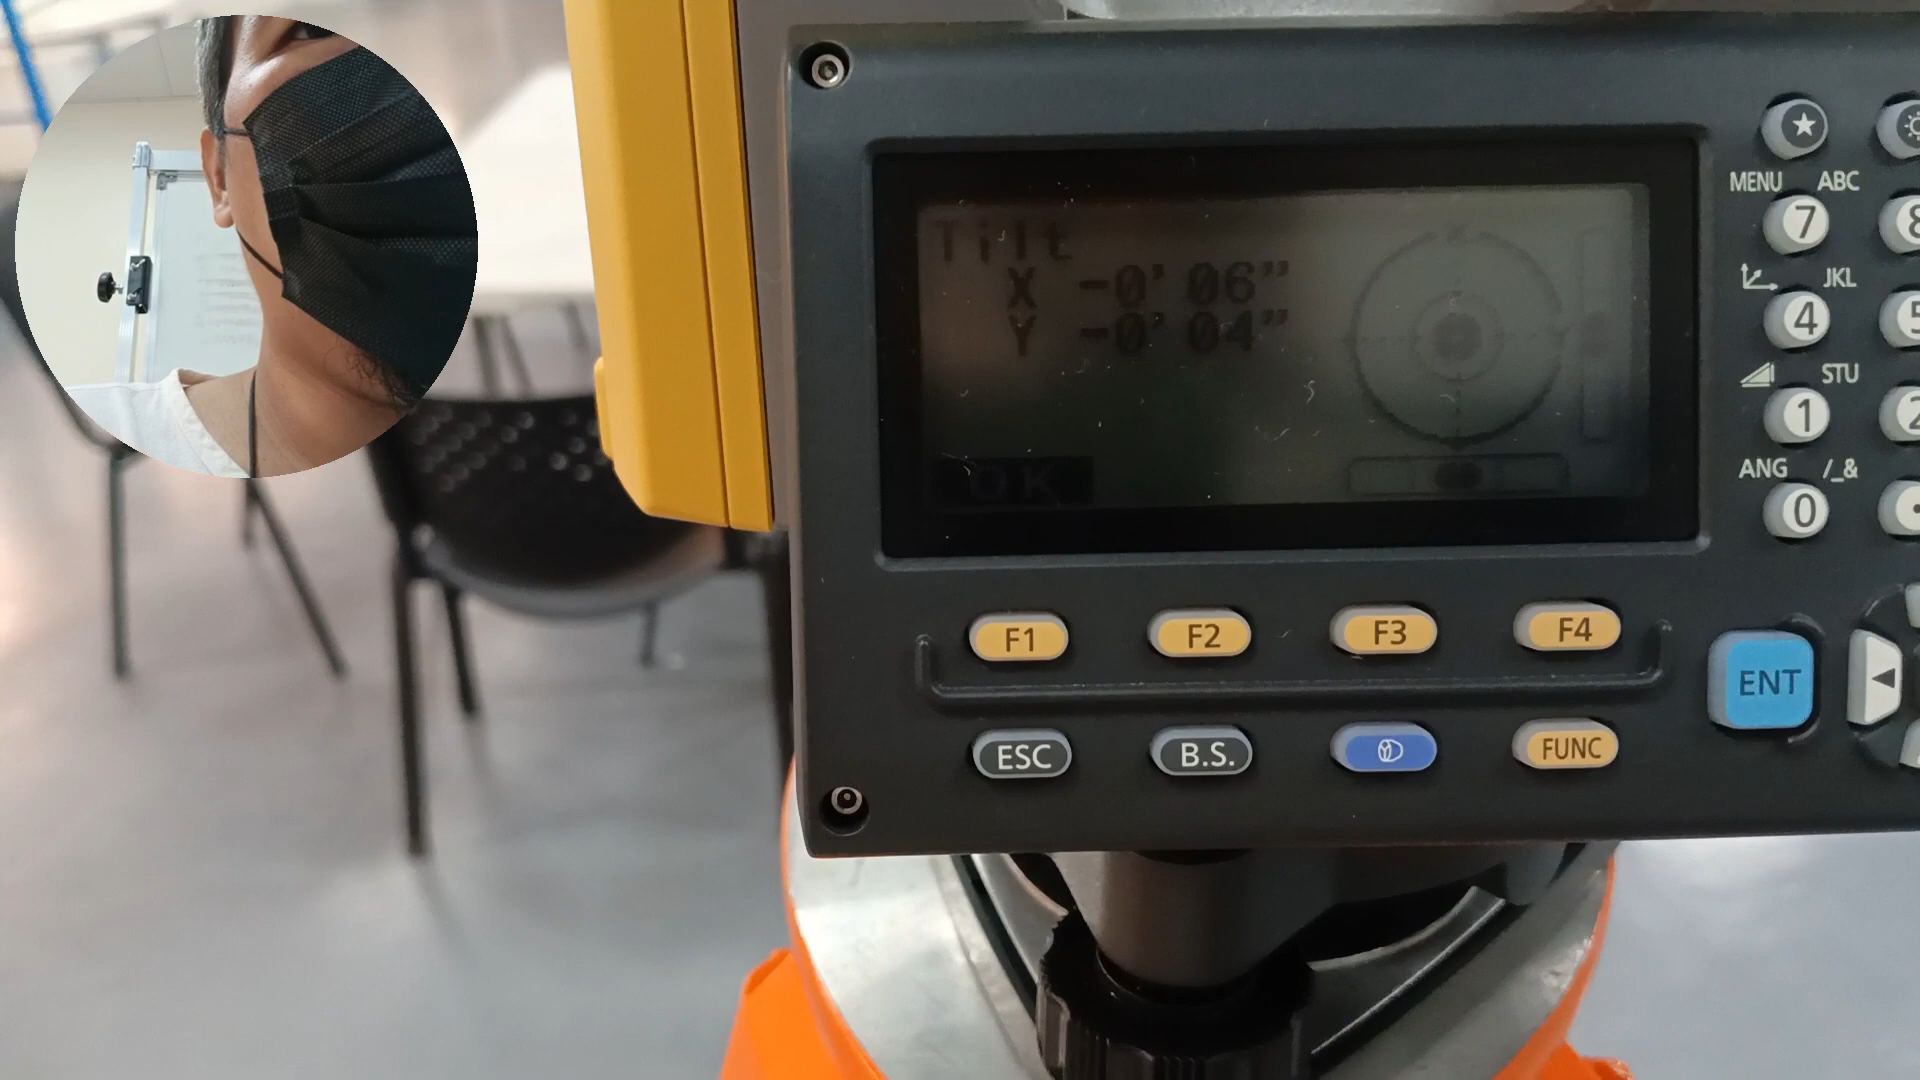 Tilt
X -0' 06"
Y -0' 04"
OK
MENU ABC
7
8
JKL
4
5
STU
1
2
ANG /_&
0
F1 F2 F3 F4
ENT
ESC B.S. FUNC